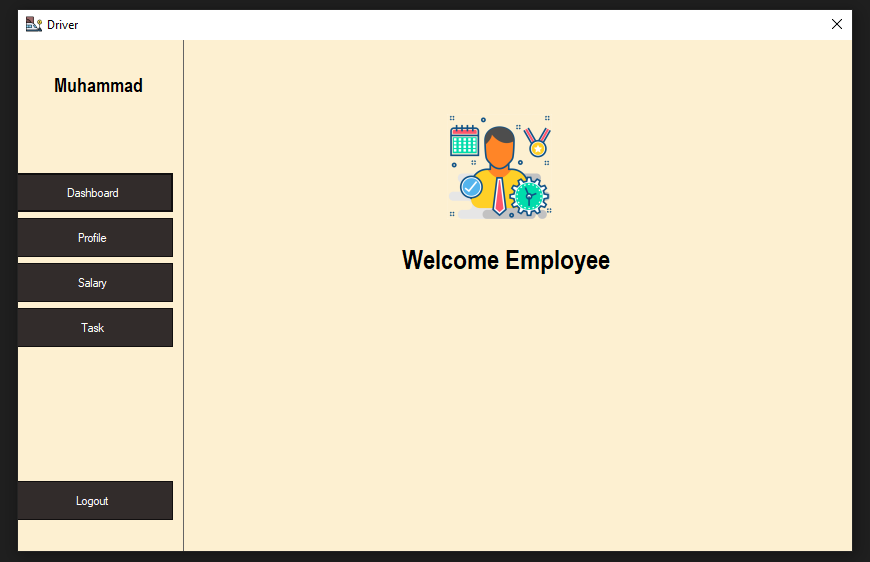 Driver
Muhammad
Dashboard
Profile
Salary
Task
Logout
Welcome Employee